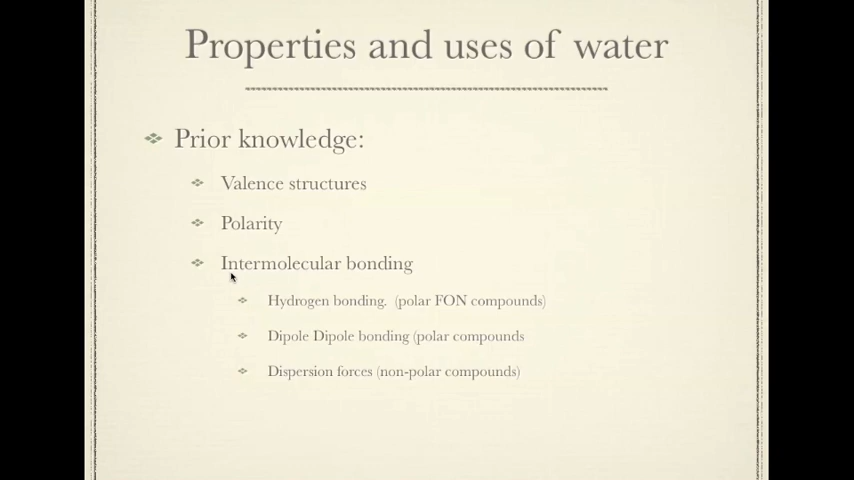 Properties and uses of water
Prior knowledge:
Valence structures
Polarity
Intermolecular bonding
Hydrogen bonding. (polar FON compounds)
Dipole Dipole bonding (polar compounds
Dispersion forces (non-polar compounds)